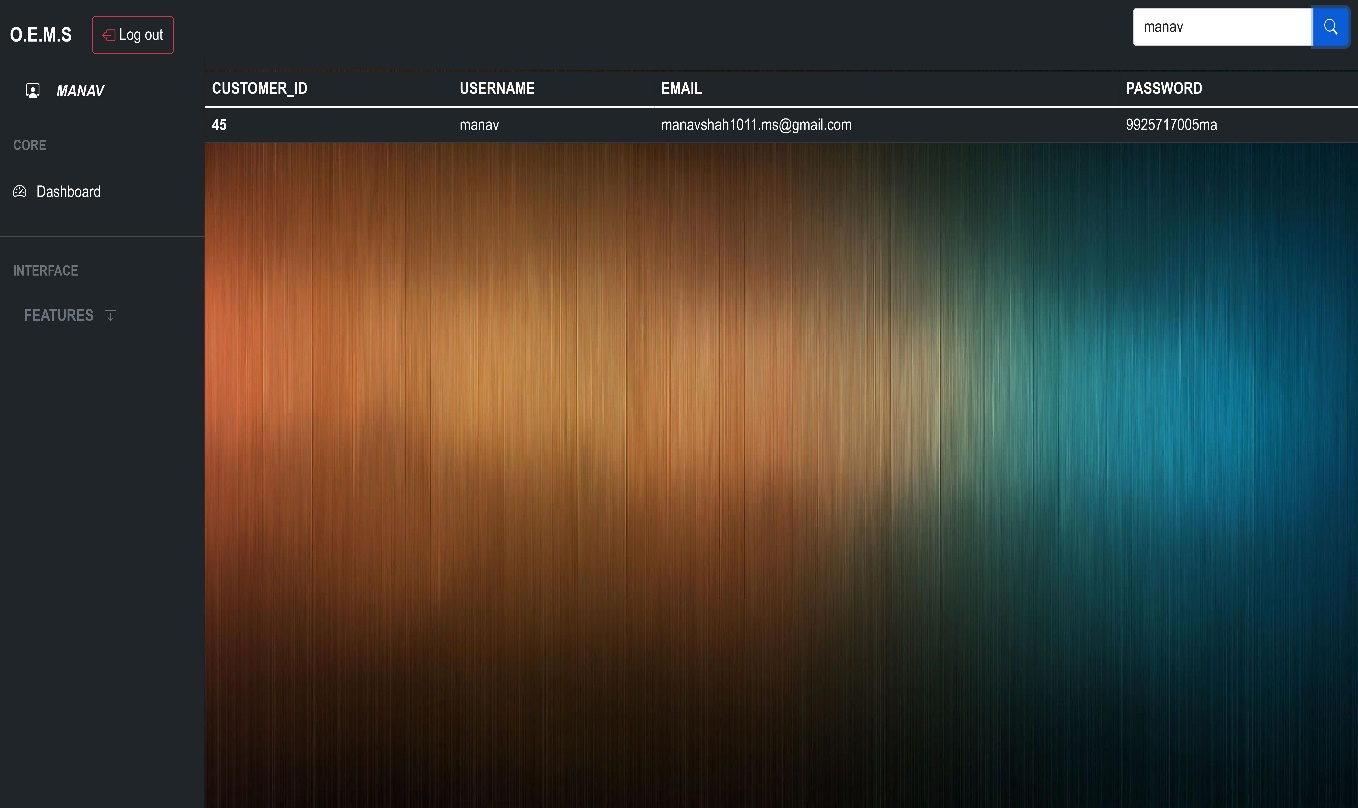 O.E.M.S Log out
manav
MANAV
CORE
Dashboard
INTERFACE
FEATURES
CUSTOMER_ID USERNAME EMAIL PASSWORD
45 manav manavshah1011.ms@gmail.com 9925717005ma